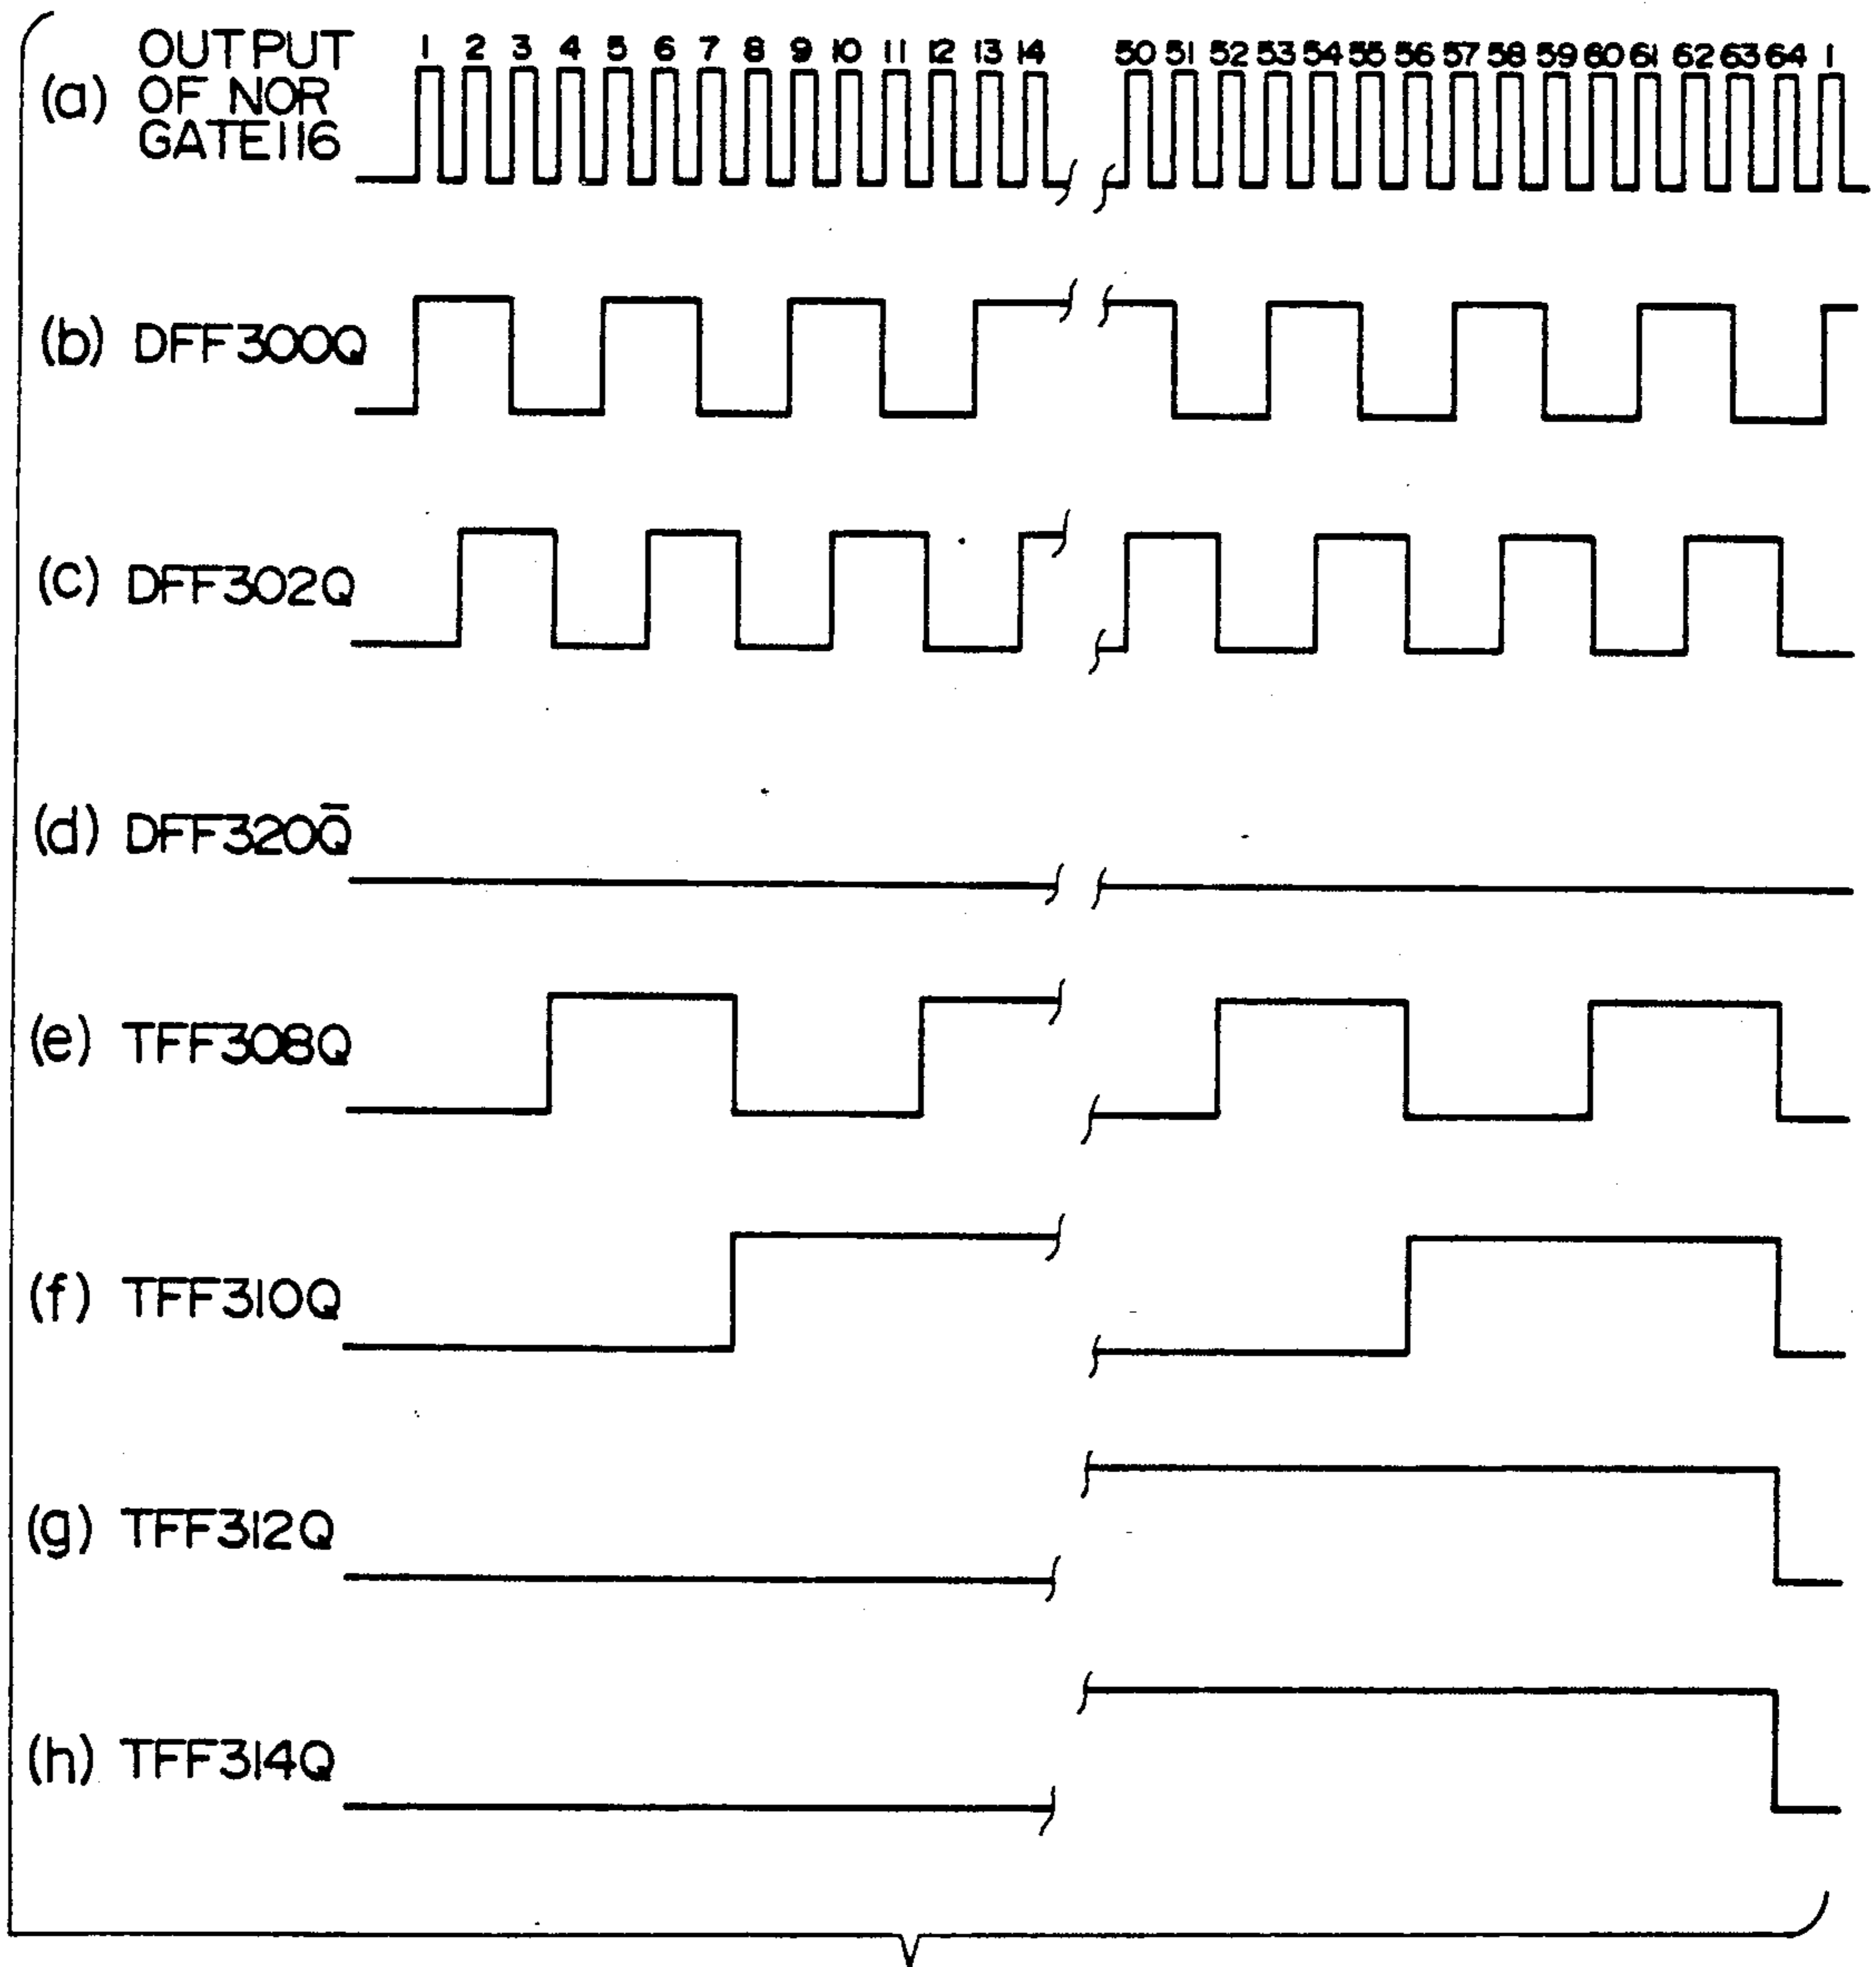 1 2 3 4 5 6 7 8 9 10 11 12 13 14 50 51 52 53 54 55 56 57 58 59 60 61 62 63 64 1
(a) OUTPUT
OF NOR
GATE116
(b) DFF300Q
(c) DFF302Q
(d) DFF320Q̅
(e) TFF308Q
(f) TFF310Q
(g) TFF312Q
(h) TFF314Q